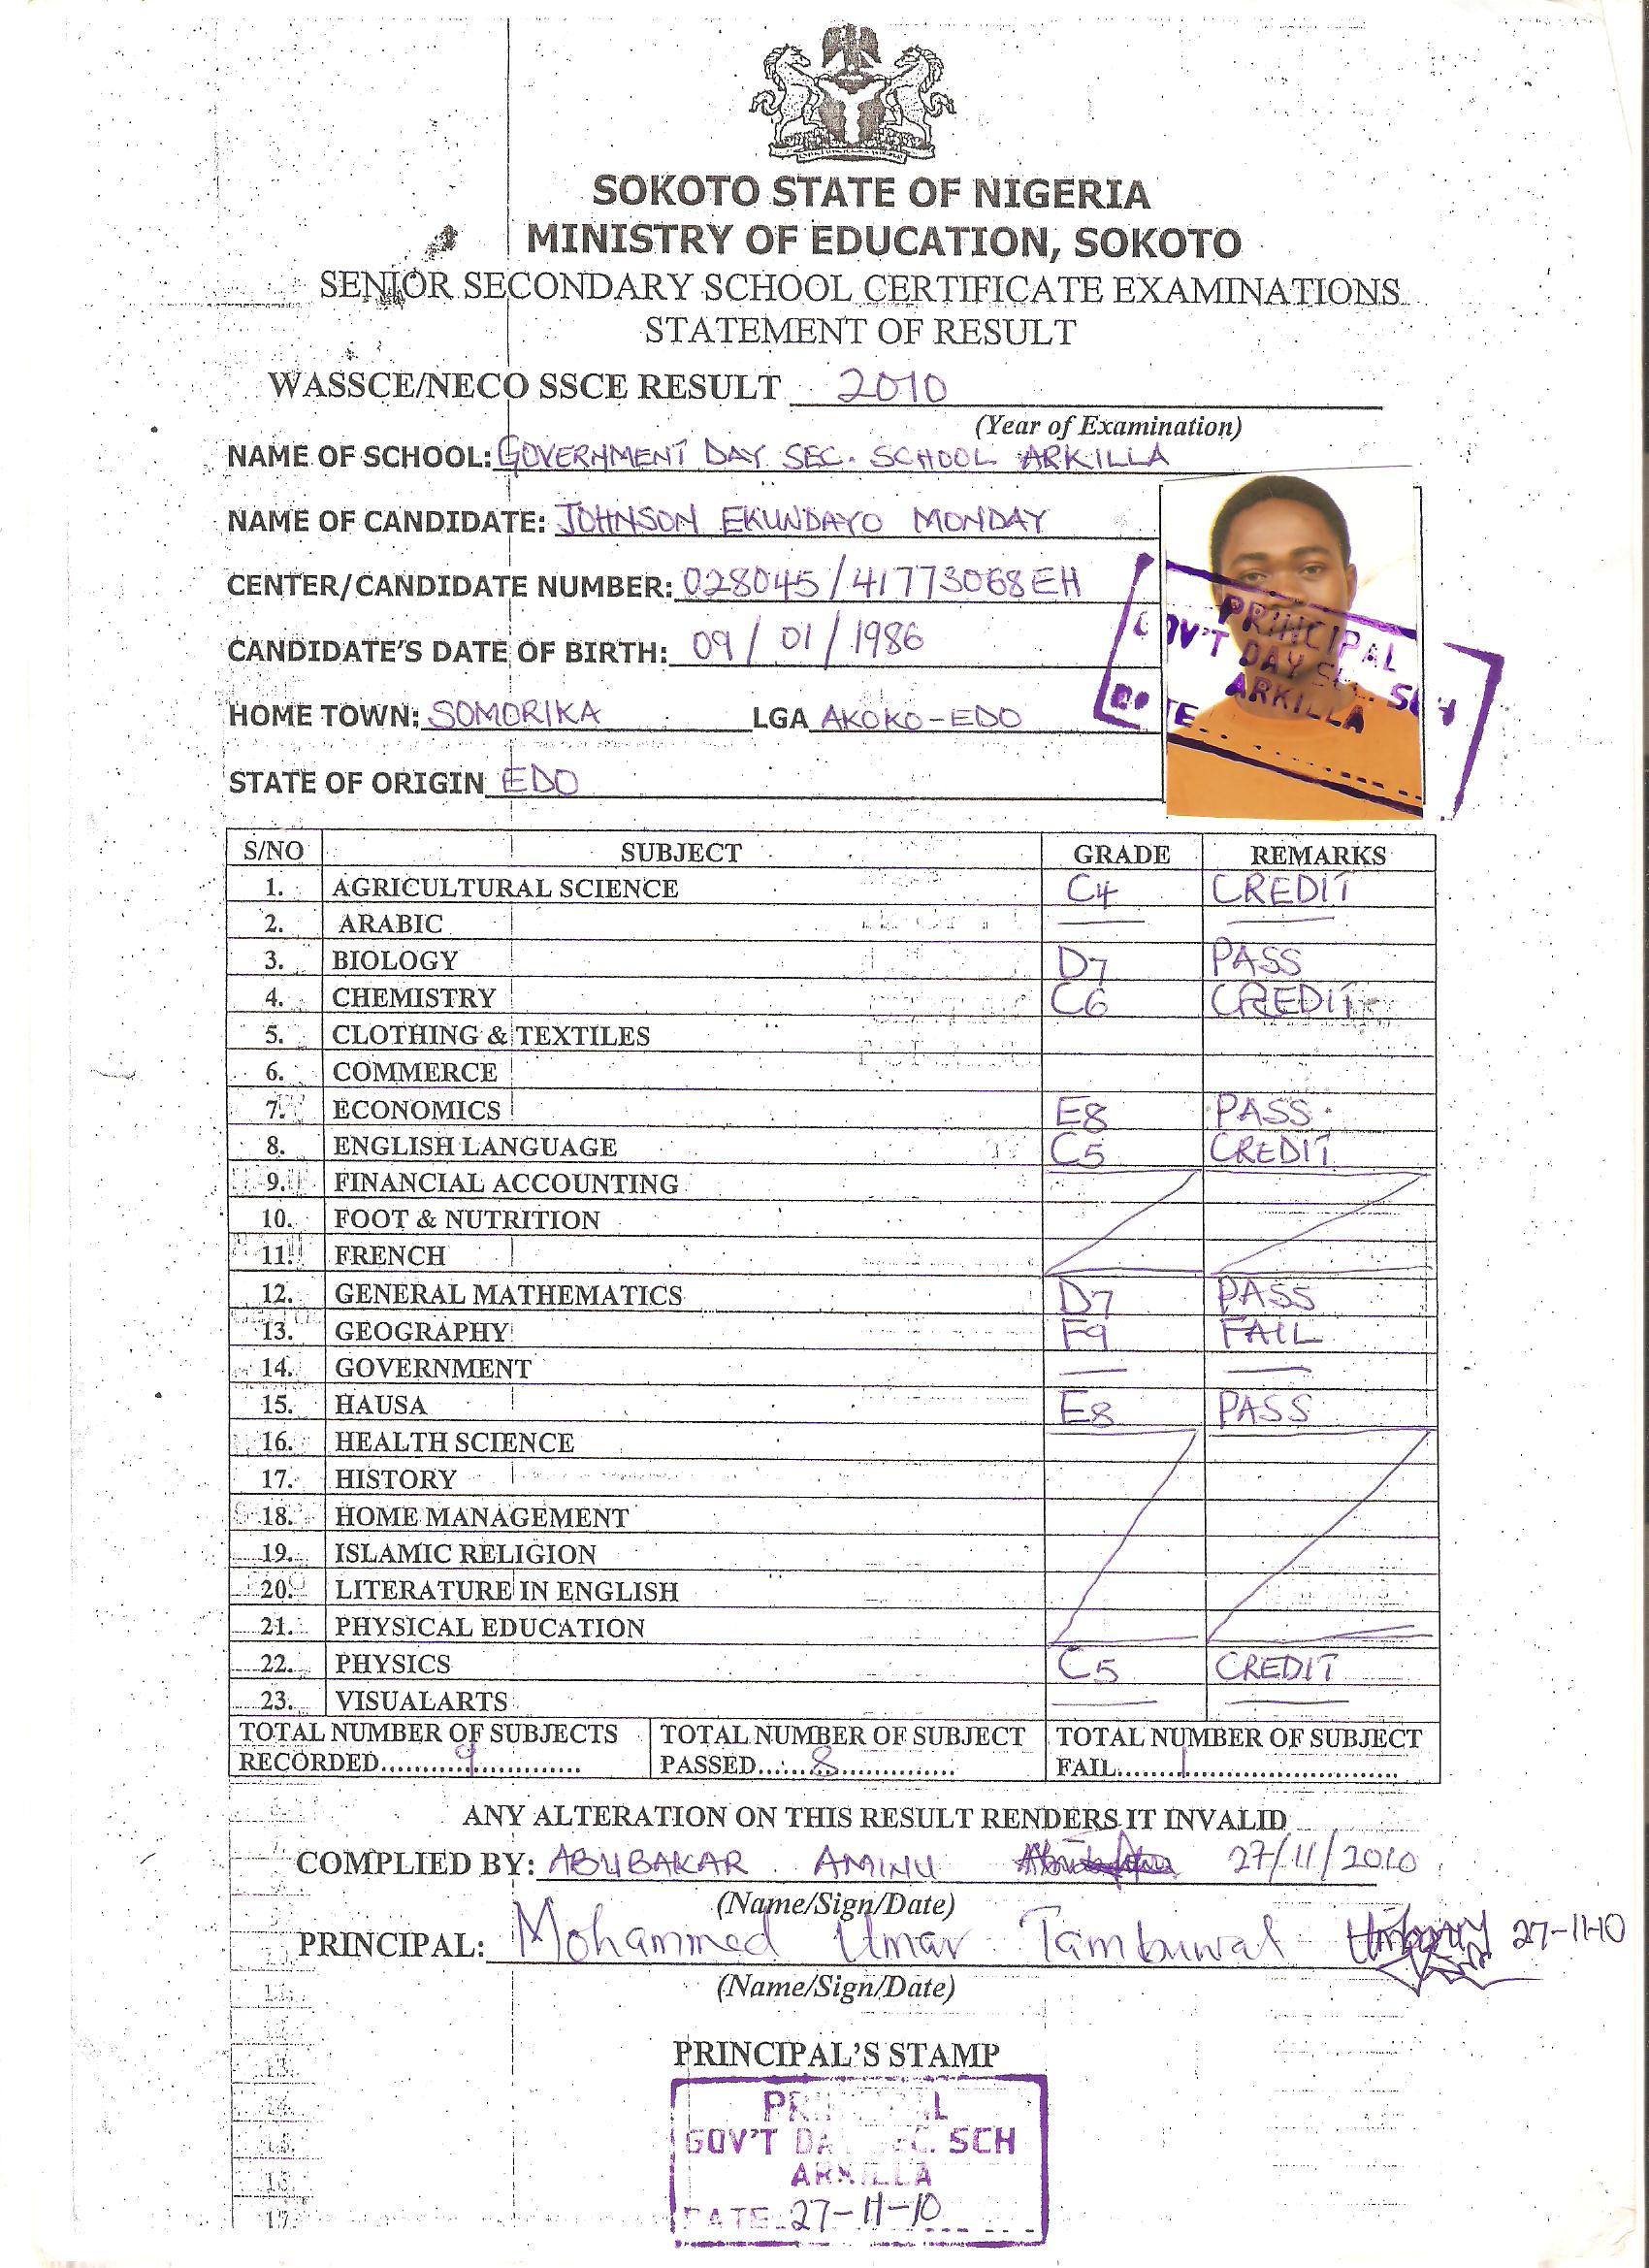 SOKOTO STATE OF NIGERIA
MINISTRY OF EDUCATION, SOKOTO
SENIOR SECONDARY SCHOOL CERTIFICATE EXAMINATIONS
STATEMENT OF RESULT
WASSCE/NECO SSCE RESULT 2010
(Year of Examination)
NAME OF SCHOOL: GOVERNMENT DAY SEC. SCHOOL ARKILLA
NAME OF CANDIDATE: JOHNSON EKUNDAYO MONDAY
CENTER/CANDIDATE NUMBER: 028045/41773068EH
CANDIDATE'S DATE OF BIRTH: 09/01/1986
HOME TOWN: SOMORIKA LGA AKOKO-EDO
STATE OF ORIGIN EDO
PRINCIPAL
GOV'T DAY SEC. SCH
ARKILLA
DATE
S/NO SUBJECT GRADE REMARKS
1. AGRICULTURAL SCIENCE C4 CREDIT
2. ARABIC
3. BIOLOGY D7 PASS
4. CHEMISTRY C6 CREDIT
5. CLOTHING & TEXTILES
6. COMMERCE
7. ECONOMICS E8 PASS
8. ENGLISH LANGUAGE C5 CREDIT
9. FINANCIAL ACCOUNTING
10. FOOT & NUTRITION
11. FRENCH
12. GENERAL MATHEMATICS D7 PASS
13. GEOGRAPHY F9 FAIL
14. GOVERNMENT
15. HAUSA E8 PASS
16. HEALTH SCIENCE
17. HISTORY
18. HOME MANAGEMENT
19. ISLAMIC RELIGION
20. LITERATURE IN ENGLISH
21. PHYSICAL EDUCATION
22. PHYSICS C5 CREDIT
23. VISUALARTS
TOTAL NUMBER OF SUBJECTS RECORDED 9 TOTAL NUMBER OF SUBJECT PASSED 8 TOTAL NUMBER OF SUBJECT FAIL 1
ANY ALTERATION ON THIS RESULT RENDERS IT INVALID
COMPLIED BY: ABUBAKAR AMINU 27/11/2010
(Name/Sign/Date)
PRINCIPAL: Mohammed Umar Tambuwal 27-11-10
(Name/Sign/Date)
PRINCIPAL'S STAMP
PRINCIPAL
GOV'T DAY SEC. SCH
ARKILLA
DATE 27-11-10